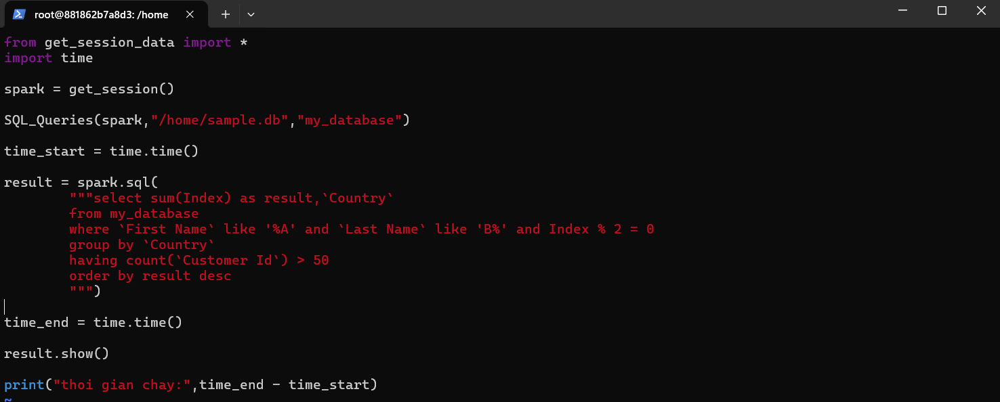 root@881862b7a8d3: /home
from get_session_data import *
import time
spark = get_session()
SQL_Queries(spark,"/home/sample.db","my_database")
time_start = time.time()
result = spark.sql(
"""select sum(Index) as result,`Country`
from my_database
where `First Name` like '%A' and `Last Name` like 'B%' and Index % 2 = 0
group by `Country`
having count(`Customer Id`) > 50
order by result desc
""")
time_end = time.time()
result.show()
print("thoi gian chay:",time_end - time_start)
~